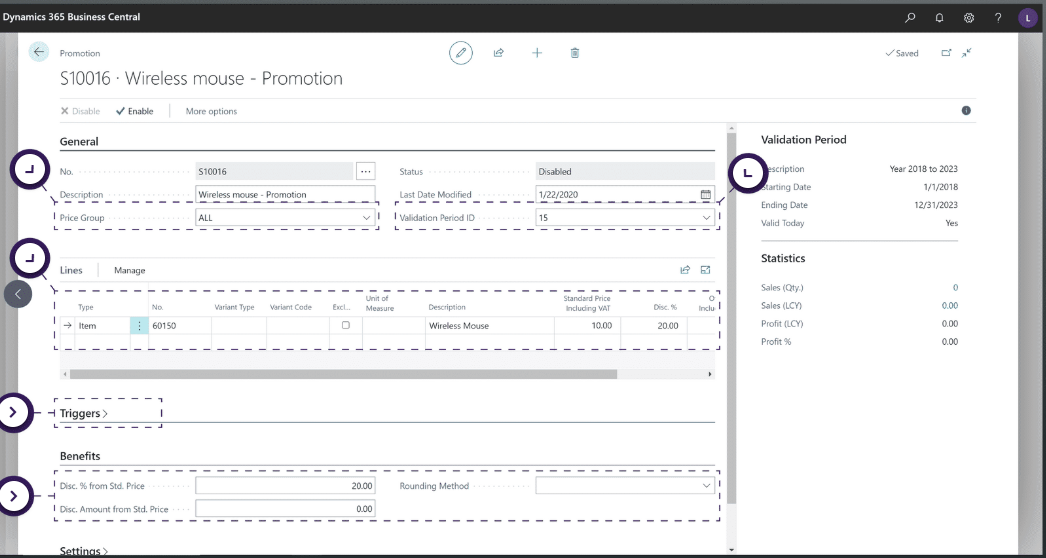 Dynamics 365 Business Central
? L
Promotion
Saved
S10016 · Wireless mouse - Promotion
Disable Enable More options
General
No. S10016 ...
Status Disabled
Description Wireless mouse - Promotion
Last Date Modified 1/22/2020
Price Group ALL
Validation Period ID 15
Lines Manage
Type No. Variant Type Variant Code Excl... Unit of Measure Description Standard Price Including VAT Disc. % O Inclu
Item 60150 Wireless Mouse 10.00 20.00
Triggers
Benefits
Disc. % from Std. Price 20.00
Rounding Method
Disc. Amount from Std. Price 0.00
Settings
Validation Period
escription Year 2018 to 2023
tarting Date 1/1/2018
Ending Date 12/31/2023
Valid Today Yes
Statistics
Sales (Qty.) 0
Sales (LCY) 0.00
Profit (LCY) 0.00
Profit % 0.00